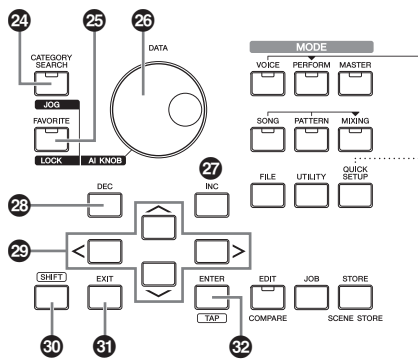 24
25
26
DATA
MODE
CATEGORY
SEARCH
VOICE
PERFORM
MASTER
JOG
FAVORITE
SONG
PATTERN
MIXING
LOCK
AI KNOB
27
DEC
INC
FILE
UTILITY
QUICK
SETUP
28
29
<
>
SHIFT
EXIT
ENTER
EDIT
JOB
STORE
TAP
COMPARE
SCENE STORE
30
31
32